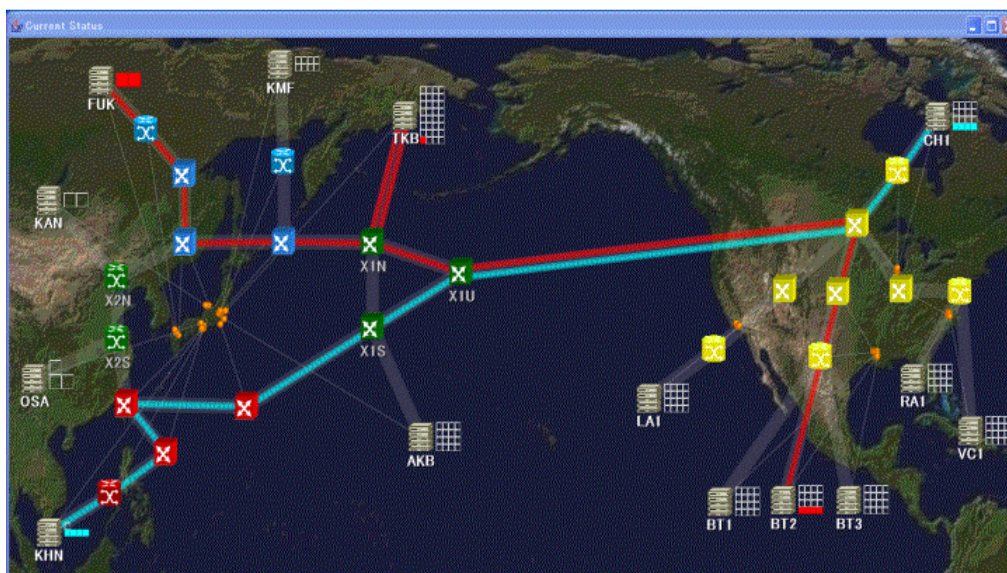 Current Status
FUK
KMF
TKB
CH1
KAN
X1N
X2N
X1U
X2S
X1S
OSA
LA1
RA1
AKB
VC1
BT1
BT2
BT3
KHN